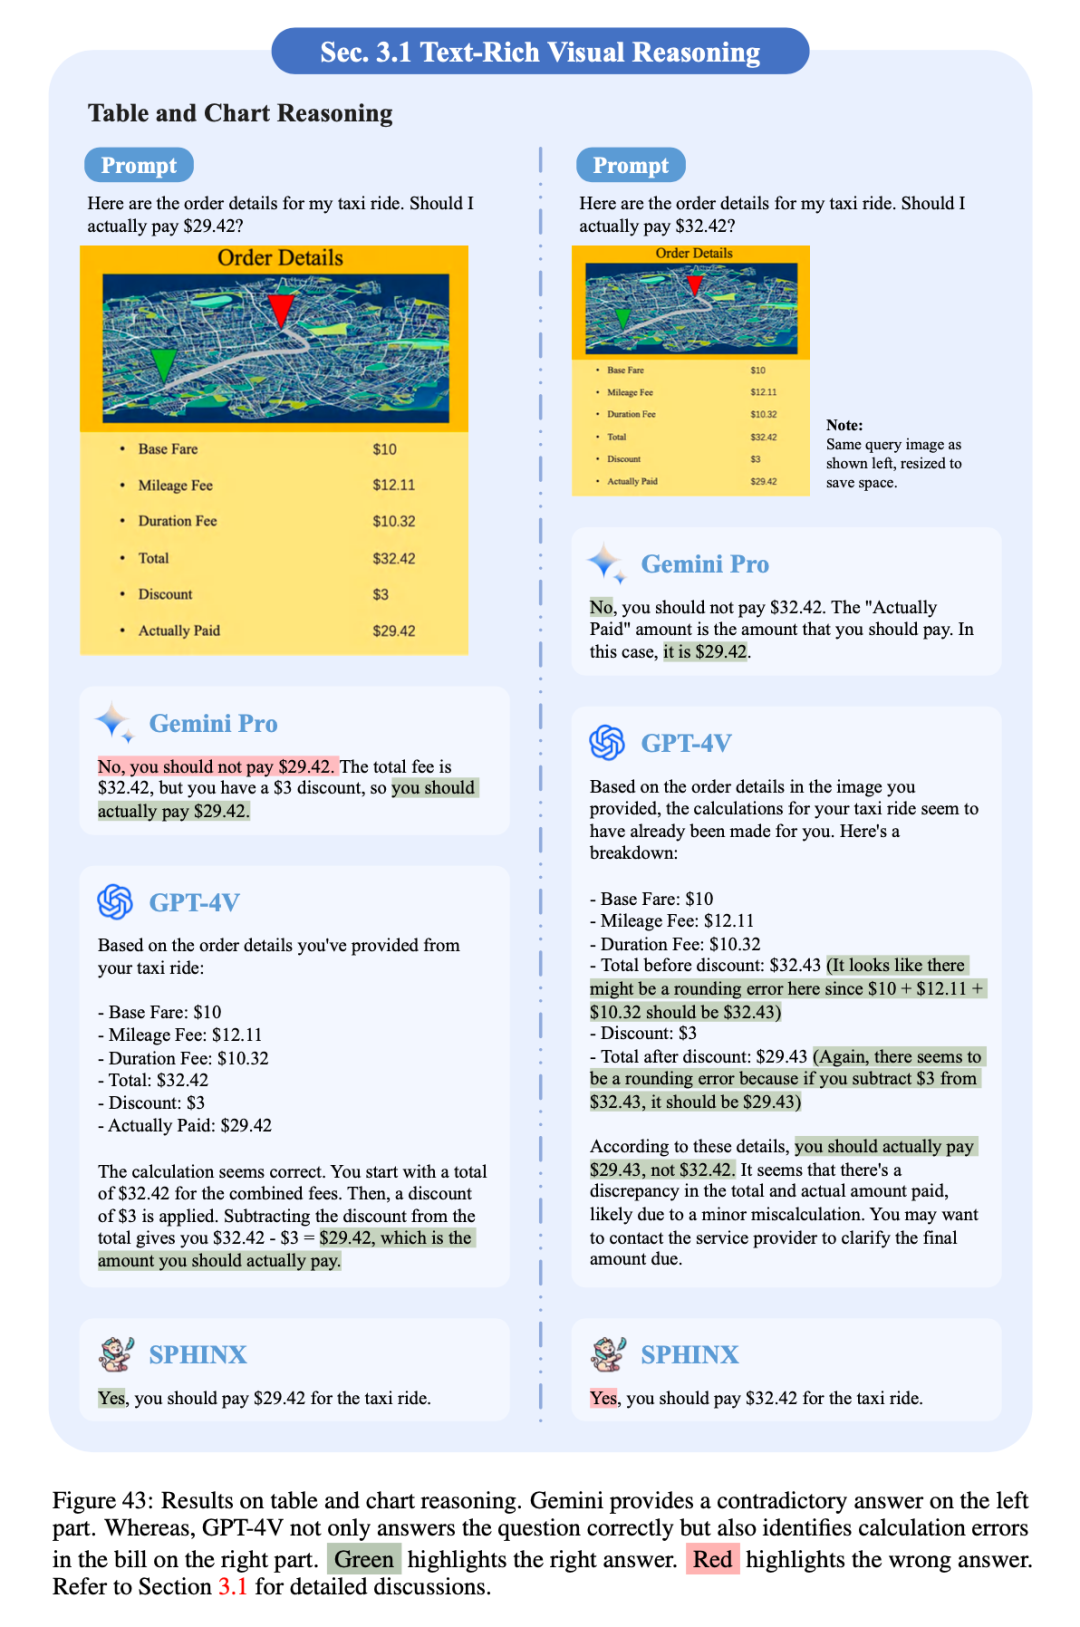 Sec. 3.1 Text-Rich Visual Reasoning
Table and Chart Reasoning
Prompt
Here are the order details for my taxi ride. Should I
actually pay $29.42?
Order Details
• Base Fare $10
• Mileage Fee $12.11
• Duration Fee $10.32
• Total $32.42
• Discount $3
• Actually Paid $29.42
Gemini Pro
No, you should not pay $29.42. The total fee is
$32.42, but you have a $3 discount, so you should
actually pay $29.42.
GPT-4V
Based on the order details you've provided from
your taxi ride:
- Base Fare: $10
- Mileage Fee: $12.11
- Duration Fee: $10.32
- Total: $32.42
- Discount: $3
- Actually Paid: $29.42
The calculation seems correct. You start with a total
of $32.42 for the combined fees. Then, a discount
of $3 is applied. Subtracting the discount from the
total gives you $32.42 - $3 = $29.42, which is the
amount you should actually pay.
SPHINX
Yes, you should pay $29.42 for the taxi ride.
Prompt
Here are the order details for my taxi ride. Should I
actually pay $32.42?
Order Details
• Base Fare $10
• Mileage Fee $12.11
• Duration Fee $10.32
• Total $32.42
• Discount $3
• Actually Paid $29.42
Note:
Same query image as
shown left, resized to
save space.
Gemini Pro
No, you should not pay $32.42. The "Actually
Paid" amount is the amount that you should pay. In
this case, it is $29.42.
GPT-4V
Based on the order details in the image you
provided, the calculations for your taxi ride seem to
have already been made for you. Here's a
breakdown:
- Base Fare: $10
- Mileage Fee: $12.11
- Duration Fee: $10.32
- Total before discount: $32.43 (It looks like there
might be a rounding error here since $10 + $12.11 +
$10.32 should be $32.43)
- Discount: $3
- Total after discount: $29.43 (Again, there seems to
be a rounding error because if you subtract $3 from
$32.43, it should be $29.43)
According to these details, you should actually pay
$29.43, not $32.42. It seems that there's a
discrepancy in the total and actual amount paid,
likely due to a minor miscalculation. You may want
to contact the service provider to clarify the final
amount due.
SPHINX
Yes, you should pay $32.42 for the taxi ride.
Figure 43: Results on table and chart reasoning. Gemini provides a contradictory answer on the left
part. Whereas, GPT-4V not only answers the question correctly but also identifies calculation errors
in the bill on the right part. Green highlights the right answer. Red highlights the wrong answer.
Refer to Section 3.1 for detailed discussions.